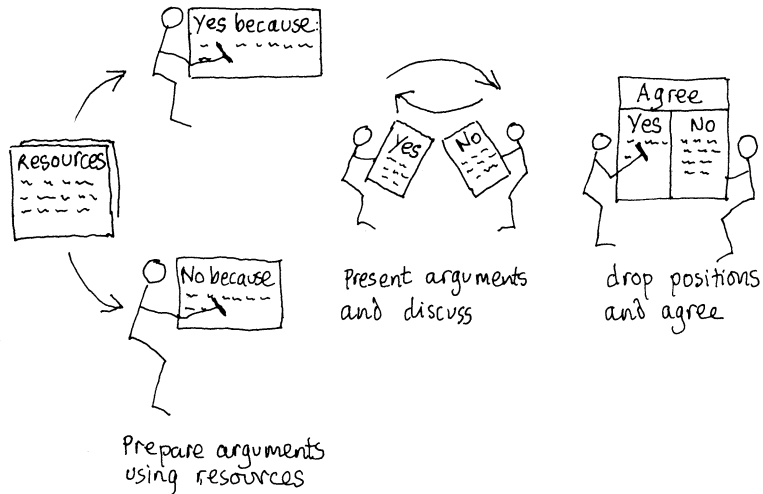 Resources
Yes because:
No because
Prepare arguments
using resources
Yes
No
Present arguments
and discuss
Agree
Yes
No
drop positions
and agree